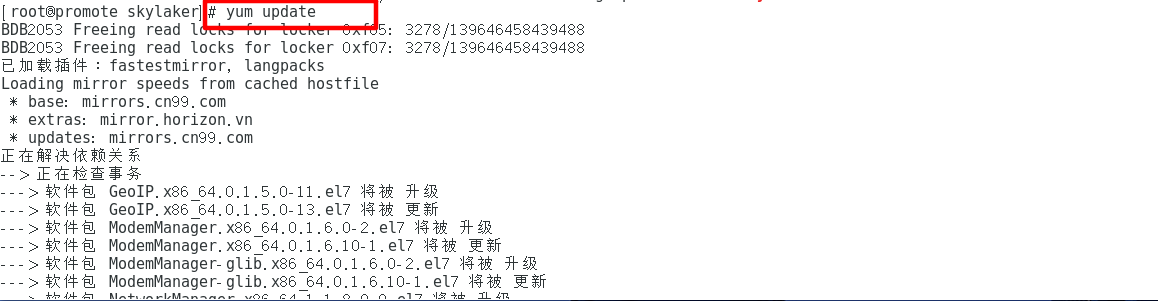 [root@promote skylaker]# yum update
BDB2053 Freeing read locks for locker 0xf05: 3278/139646458439488
BDB2053 Freeing read locks for locker 0xf07: 3278/139646458439488
已加载插件：fastestmirror, langpacks
Loading mirror speeds from cached hostfile
 * base: mirrors.cn99.com
 * extras: mirror.horizon.vn
 * updates: mirrors.cn99.com
正在解决依赖关系
--> 正在检查事务
---> 软件包 GeoIP.x86_64.0.1.5.0-11.el7 将被 升级
---> 软件包 GeoIP.x86_64.0.1.5.0-13.el7 将被 更新
---> 软件包 ModemManager.x86_64.0.1.6.0-2.el7 将被 升级
---> 软件包 ModemManager.x86_64.0.1.6.10-1.el7 将被 更新
---> 软件包 ModemManager-glib.x86_64.0.1.6.0-2.el7 将被 升级
---> 软件包 ModemManager-glib.x86_64.0.1.6.10-1.el7 将被 更新